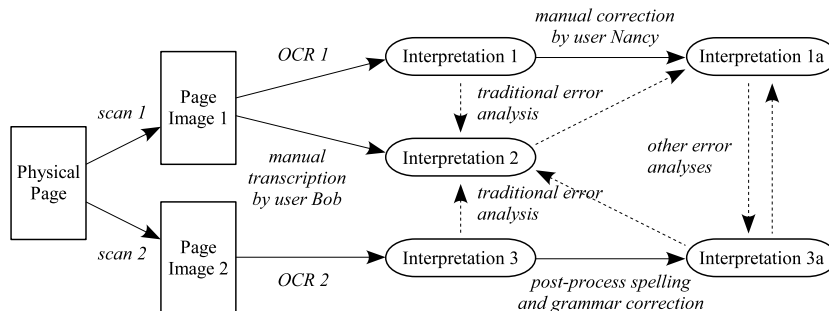 manual correction
by user Nancy
OCR 1
Interpretation 1
Interpretation 1a
scan 1
Page
Image 1
traditional error
analysis
Physical
Page
manual
transcription
by user Bob
Interpretation 2
other error
analyses
traditional error
analysis
scan 2
Page
Image 2
OCR 2
Interpretation 3
Interpretation 3a
post-process spelling
and grammar correction